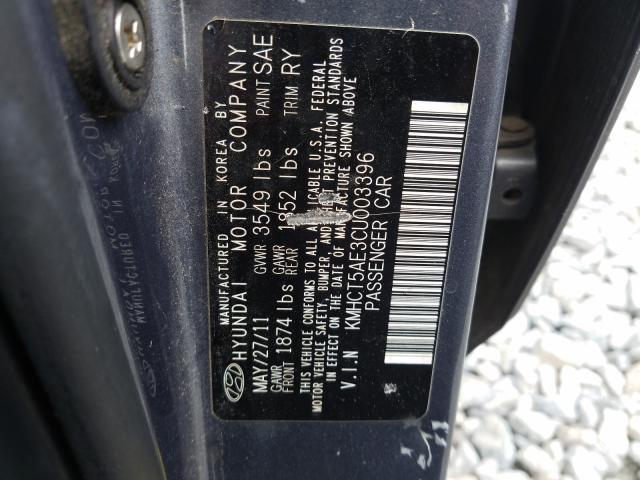 MANUFACTURED IN KOREA BY
HYUNDAI MOTOR COMPANY
MAY/27/11 GVWR 3549 lbs PAINT SAE
GAWR FRONT 1874 lbs GAWR REAR lbs TRIM RY
THIS VEHICLE CONFORMS TO ALL APPLICABLE U.S.A. FEDERAL
MOTOR VEHICLE SAFETY, BUMPER, AND THEFT PREVENTION STANDARDS
IN EFFECT ON THE DATE OF MANUFACTURE SHOWN ABOVE
V.I.N KMHCT5AE3CU003396
PASSENGER CAR